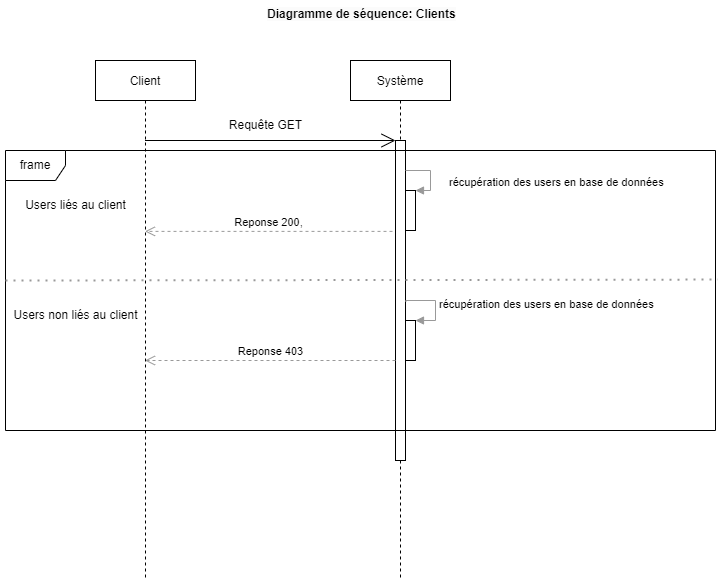 Diagramme de séquence: Clients
Client
Système
Requête GET
frame
récupération des users en base de données
Users liés au client
Reponse 200,
récupération des users en base de données
Users non liés au client
Reponse 403